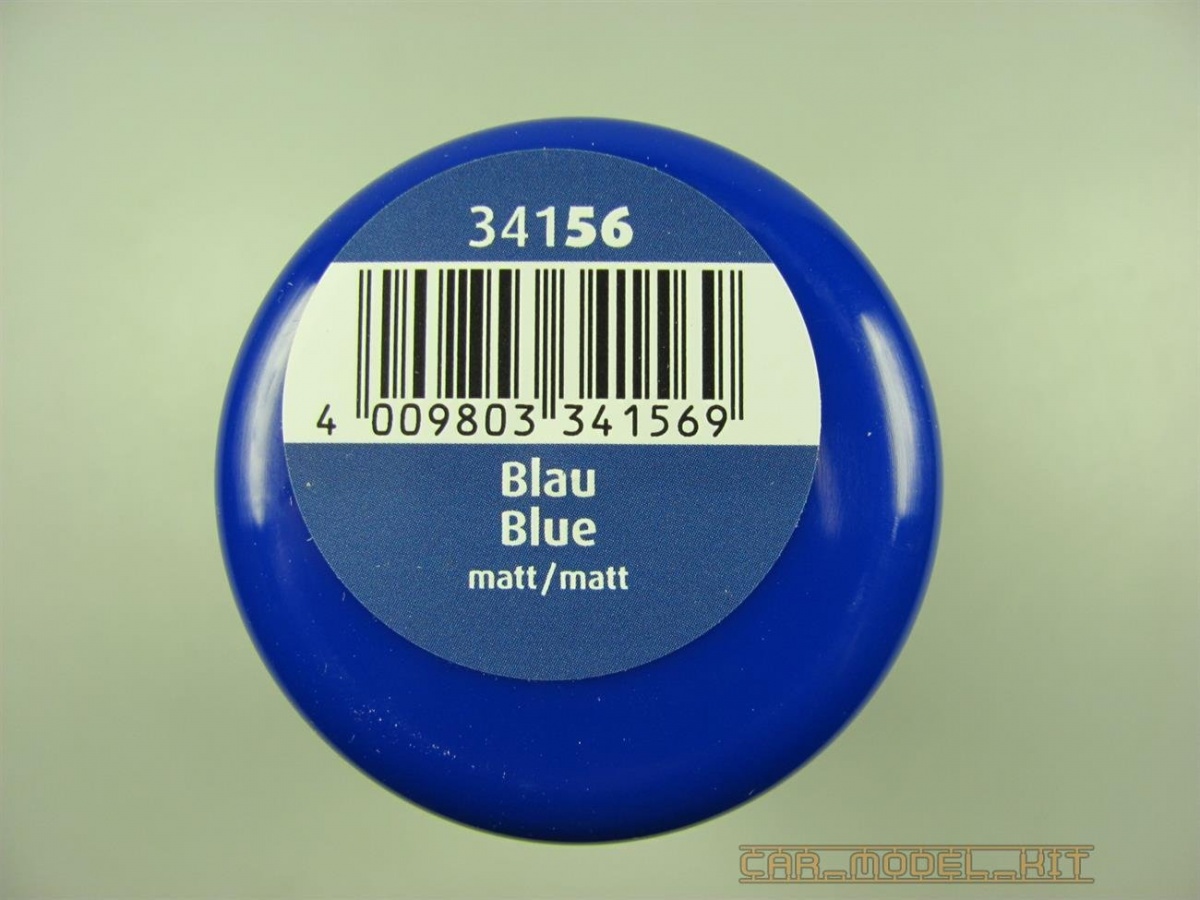 34156
4 009803 341569
Blau
Blue
matt/matt
CAR_MODEL_KIT